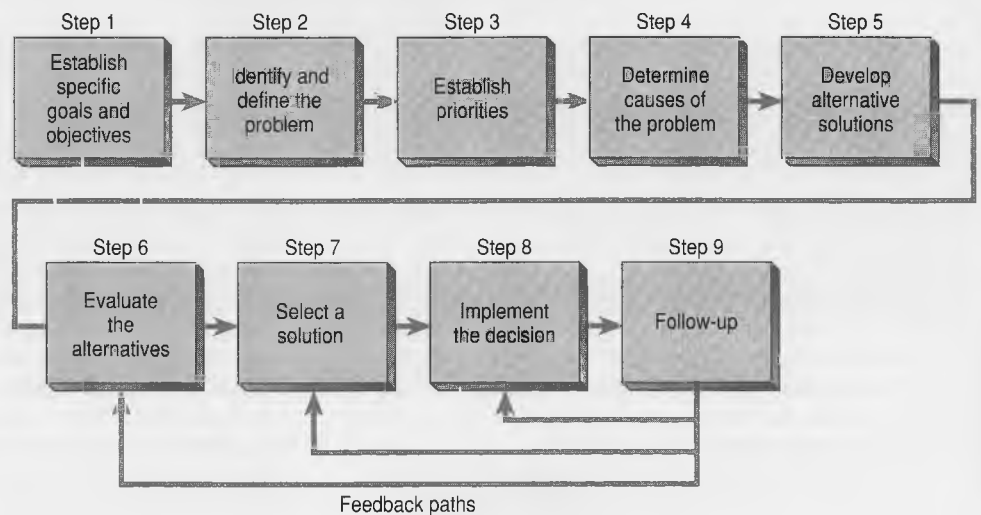 Step 1
Establish
specific
goals and
objectives
Step 2
Identify and
define the
problem
Step 3
Establish
priorities
Step 4
Determine
causes of
the problem
Step 5
Develop
alternative
solutions
Step 6
Evaluate
the
alternatives
Step 7
Select a
solution
Step 8
Implement
the decision
Step 9
Follow-up
Feedback paths